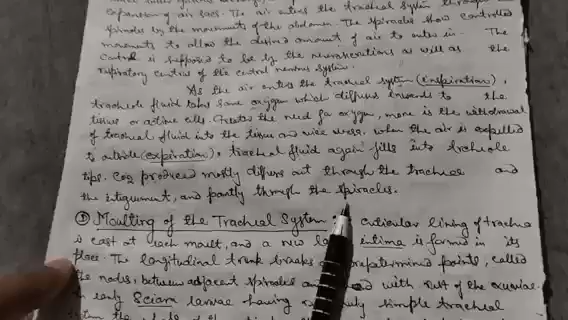 expansion of air sacs. The air enters the tracheal system through
spiracles by the movements of the abdomen. The spiracles show controlled
movements to allow the desired amount of air to enter in. The
control is supposed to be by the neurosecretions as well as the
respiratory centres of the central nervous system.
As the air enters the tracheal system (inspiration),
tracheole fluid takes some oxygen which diffuses inwards to the
tissues or active cells. Greater the need for oxygen, more is the withdrawal
of tracheal fluid into the tissue and vice versa. when the air is expelled
to outside (expiration), tracheal fluid again fills into tracheole
tips. CO2 produced mostly diffuses out through the tracheae and
the integument, and partly through the spiracles.
Moulting of the Tracheal System : cuticular lining of trachea
is cast at each moult, and a new intima is formed in its
place. The longitudinal trunk breaks at predetermined points, called
the nodes, between adjacent spiracles and with rest of the exuviae.
In early Sciara larvae having simple tracheal